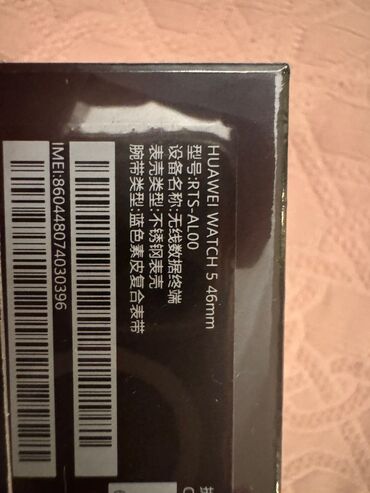 HUAWEI WATCH 5 46mm
型号:RTS-AL00
设备名称:无线数据终端
表壳类型:不锈钢表壳
腕带类型:蓝色素皮复合表带
IMEI:860448074030396